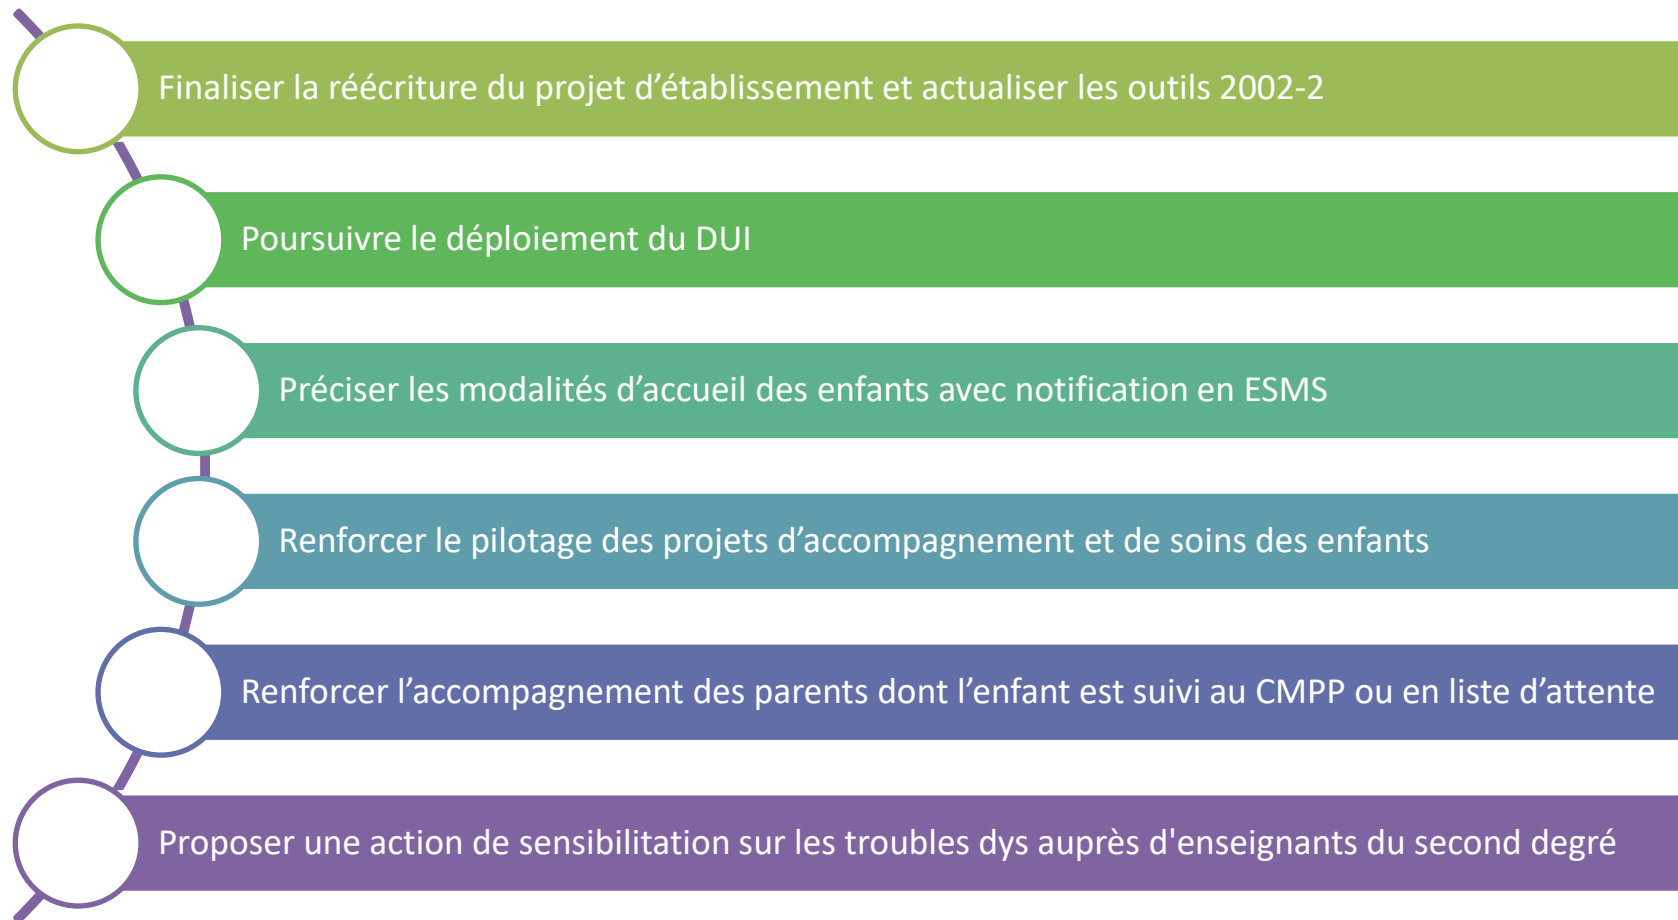 Finaliser la réécriture du projet d’établissement et actualiser les outils 2002-2
Poursuivre le déploiement du DUI
Préciser les modalités d’accueil des enfants avec notification en ESMS
Renforcer le pilotage des projets d’accompagnement et de soins des enfants
Renforcer l’accompagnement des parents dont l’enfant est suivi au CMPP ou en liste d’attente
Proposer une action de sensibilitation sur les troubles dys auprès d'enseignants du second degré